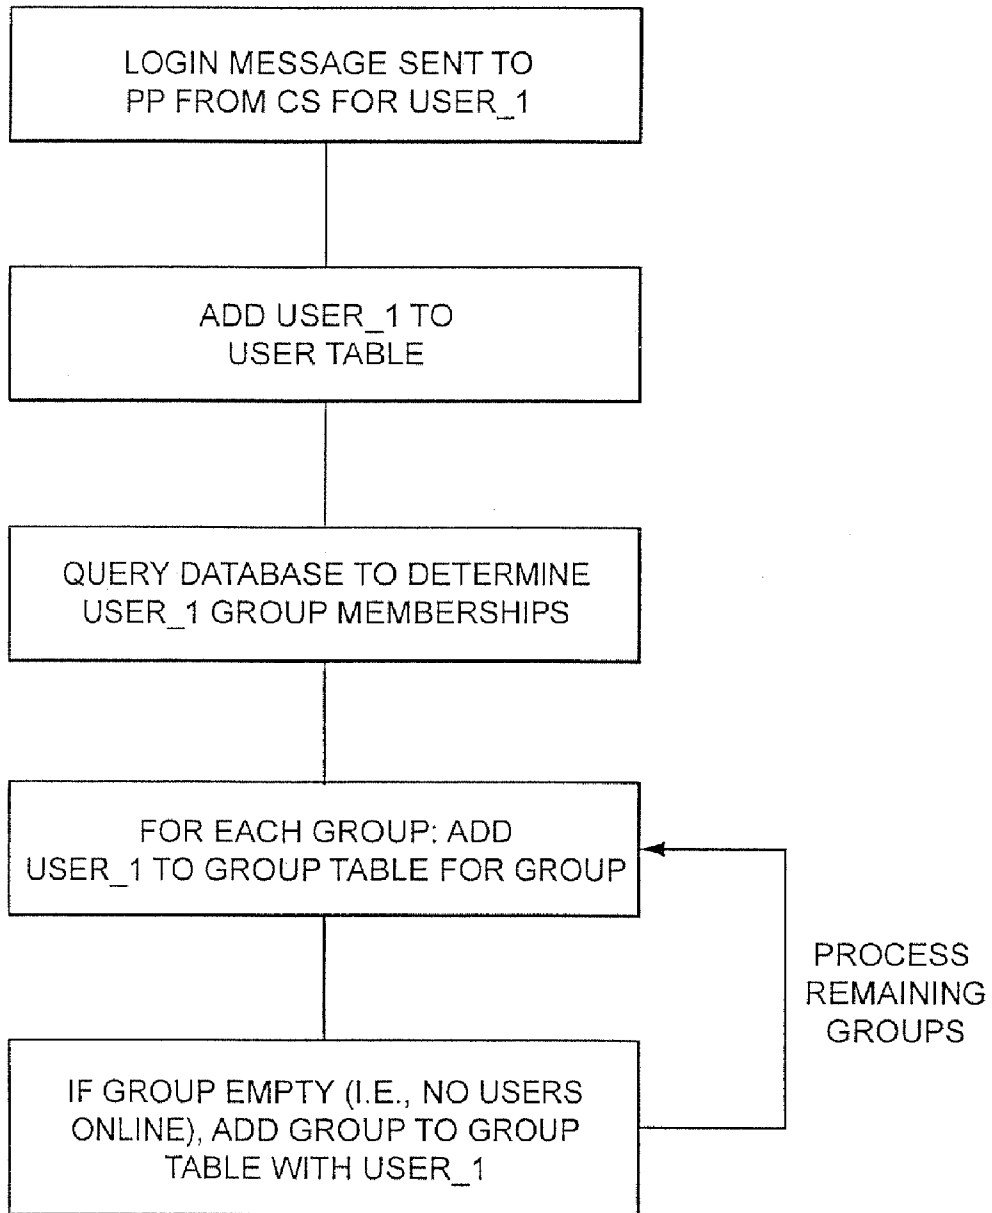 LOGIN MESSAGE SENT TO
PP FROM CS FOR USER_1
ADD USER_1 TO
USER TABLE
QUERY DATABASE TO DETERMINE
USER_1 GROUP MEMBERSHIPS
FOR EACH GROUP: ADD
USER_1 TO GROUP TABLE FOR GROUP
PROCESS
REMAINING
GROUPS
IF GROUP EMPTY (I.E., NO USERS
ONLINE), ADD GROUP TO GROUP
TABLE WITH USER_1